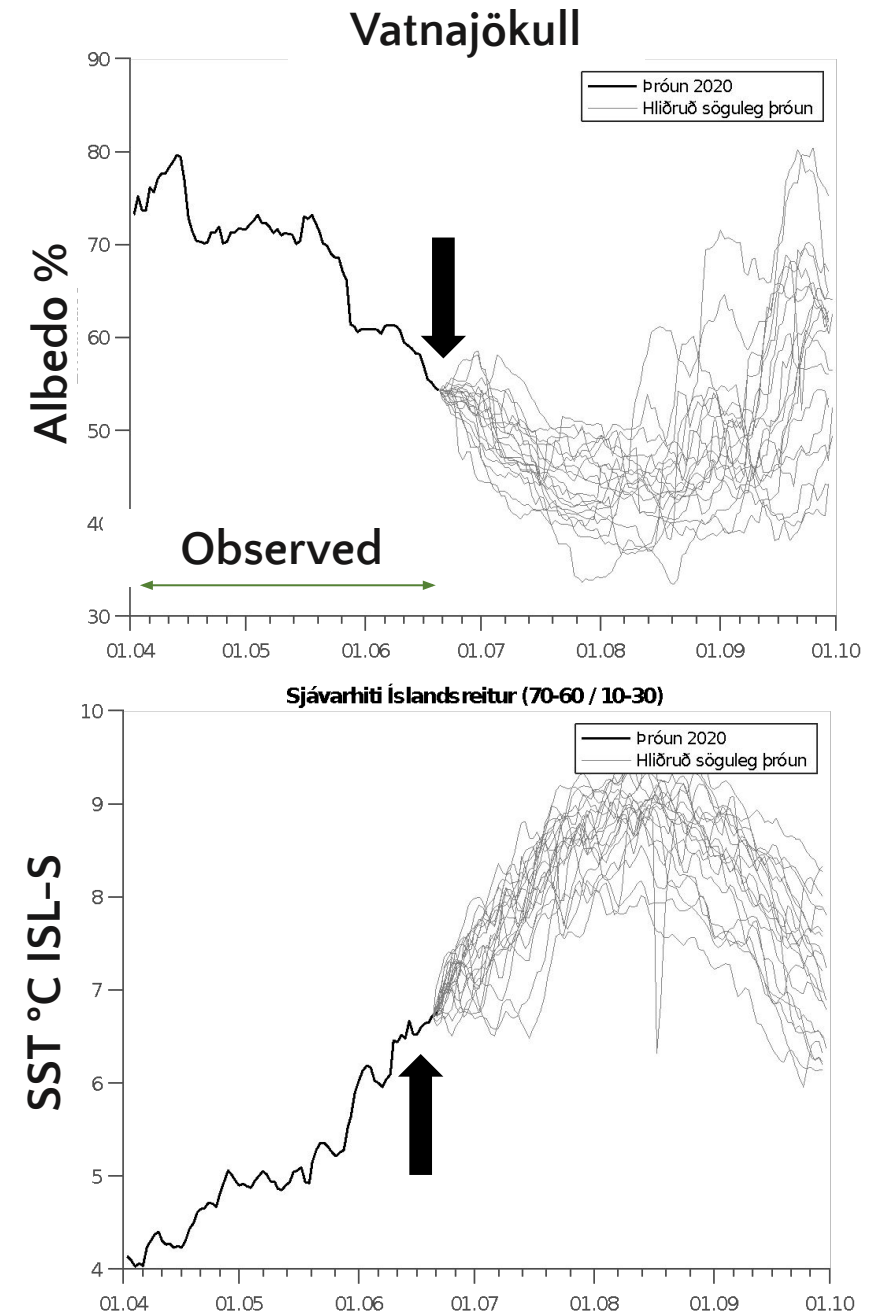 Vatnajökull
90
Þróun 2020
Hliðruð söguleg þróun
80
70
60
50
40
30
Albedo %
Observed
01.04 01.05 01.06 01.07 01.08 01.09 01.10
Sjávarhiti Íslandsreitur (70-60 / 10-30)
10
Þróun 2020
Hliðruð söguleg þróun
9
8
7
6
5
4
SST °C ISL-S
01.04 01.05 01.06 01.07 01.08 01.09 01.10